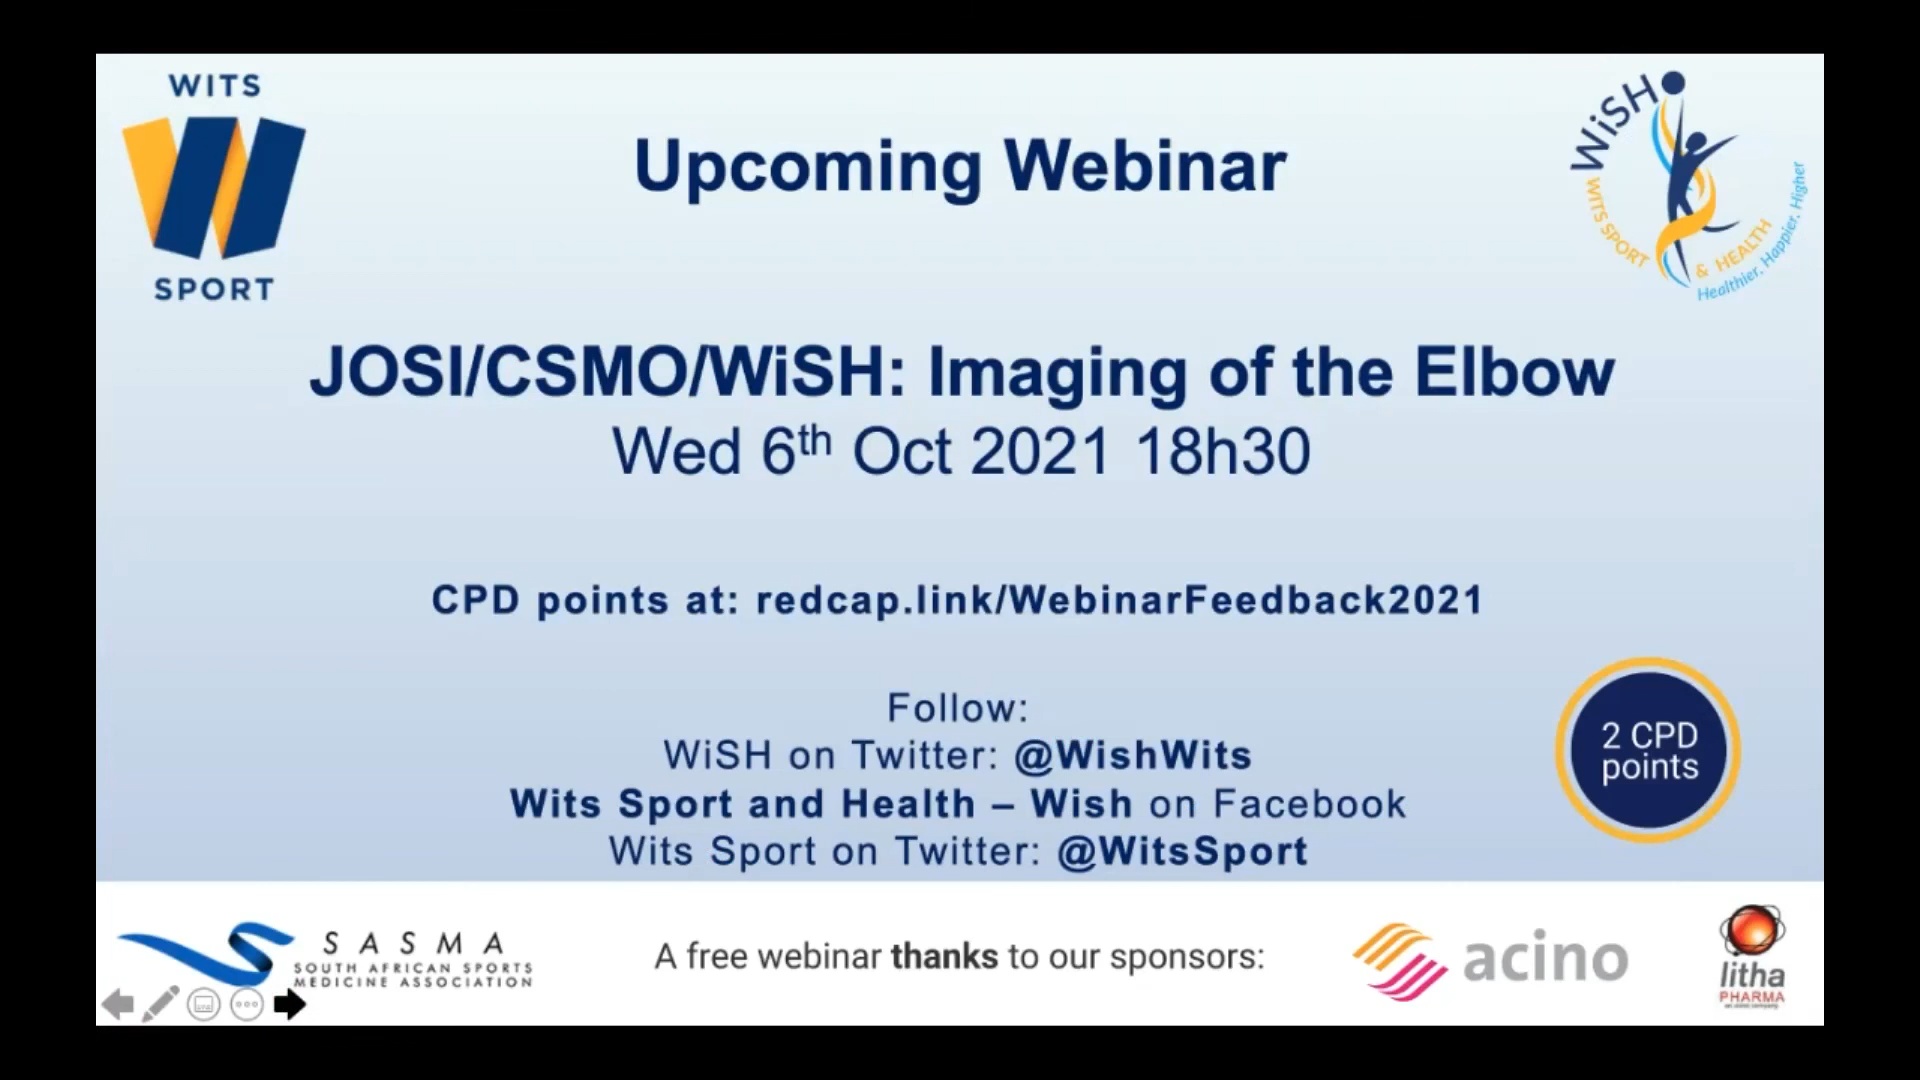 WITS
SPORT
Upcoming Webinar
WiSH
WITS SPORT & HEALTH
Healthier, Happier, Higher
JOSI/CSMO/WiSH: Imaging of the Elbow
Wed 6th Oct 2021 18h30
CPD points at: redcap.link/WebinarFeedback2021
Follow:
WiSH on Twitter: @WishWits
Wits Sport and Health – Wish on Facebook
Wits Sport on Twitter: @WitsSport
2 CPD
points
SASMA
SOUTH AFRICAN SPORTS
MEDICINE ASSOCIATION
A free webinar thanks to our sponsors:
acino
litha
PHARMA